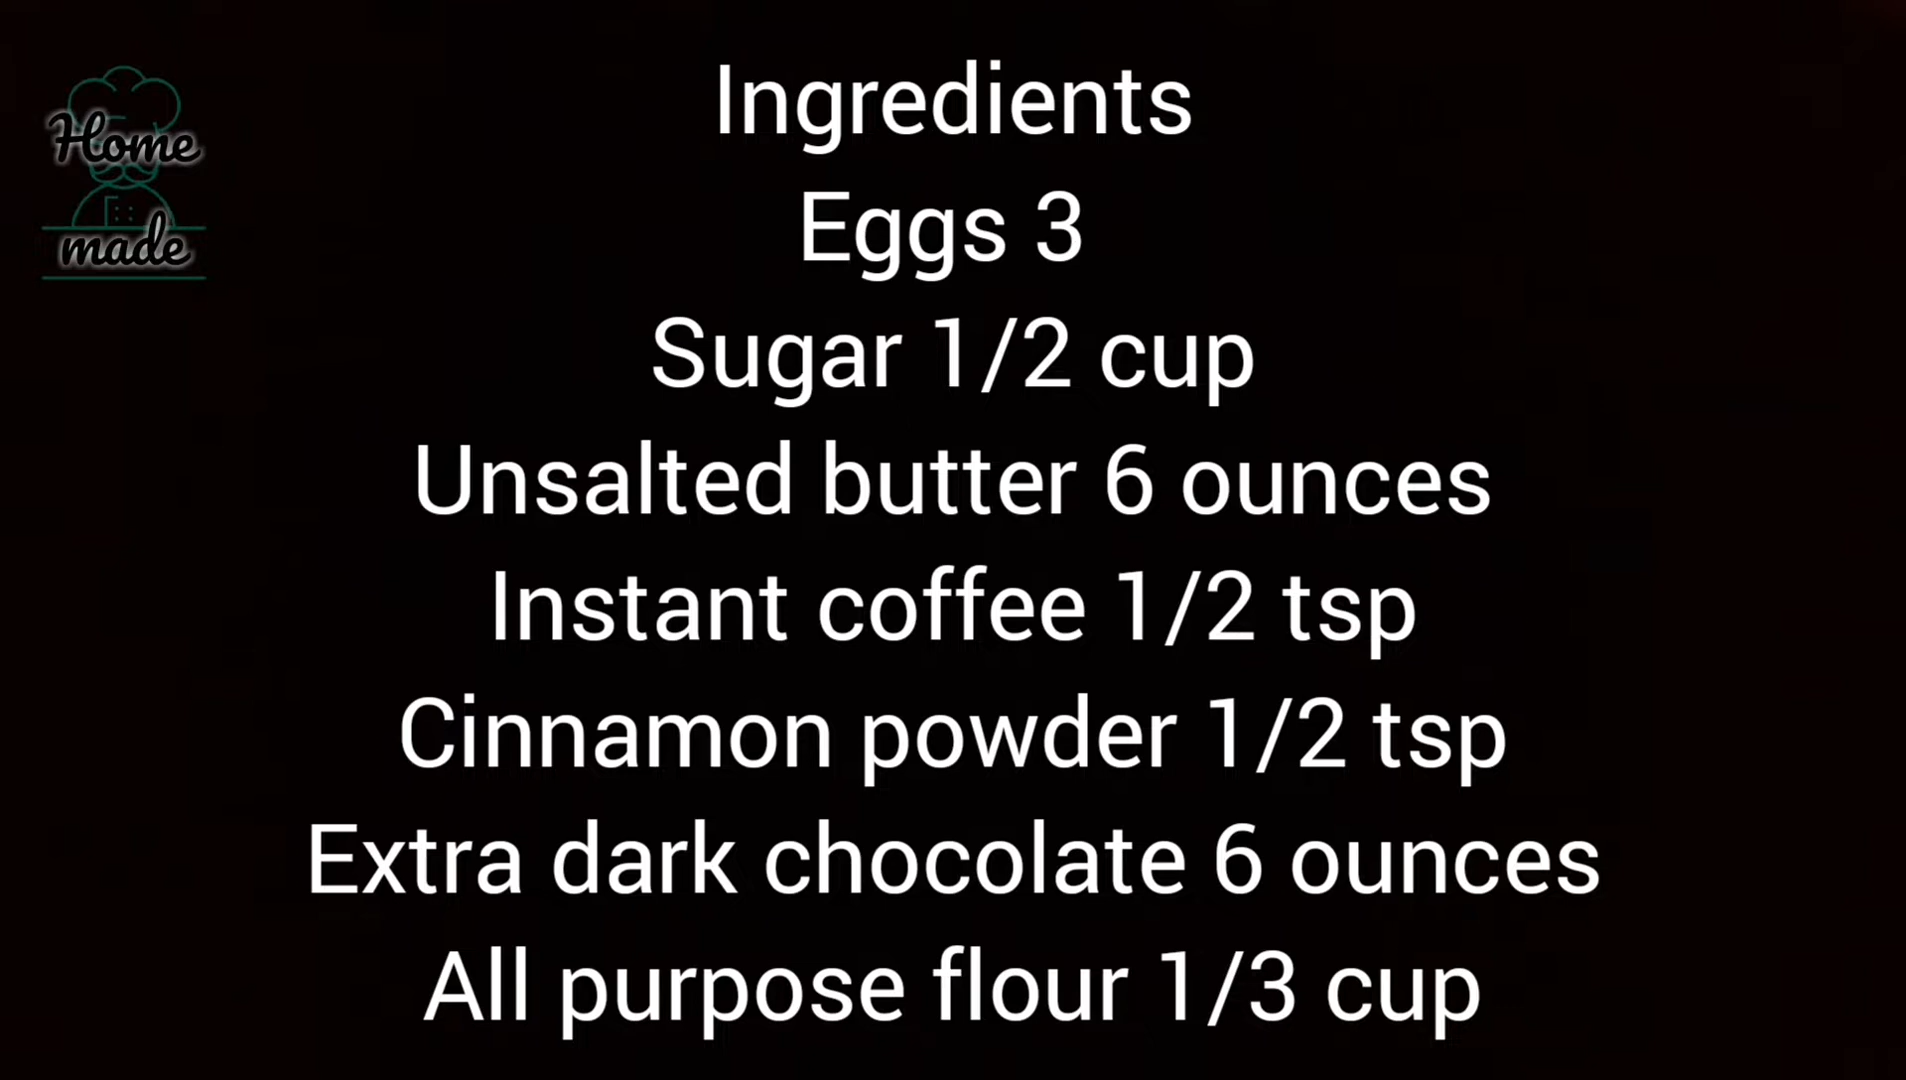 Home
made
Ingredients
Eggs 3
Sugar 1/2 cup
Unsalted butter 6 ounces
Instant coffee 1/2 tsp
Cinnamon powder 1/2 tsp
Extra dark chocolate 6 ounces
All purpose flour 1/3 cup